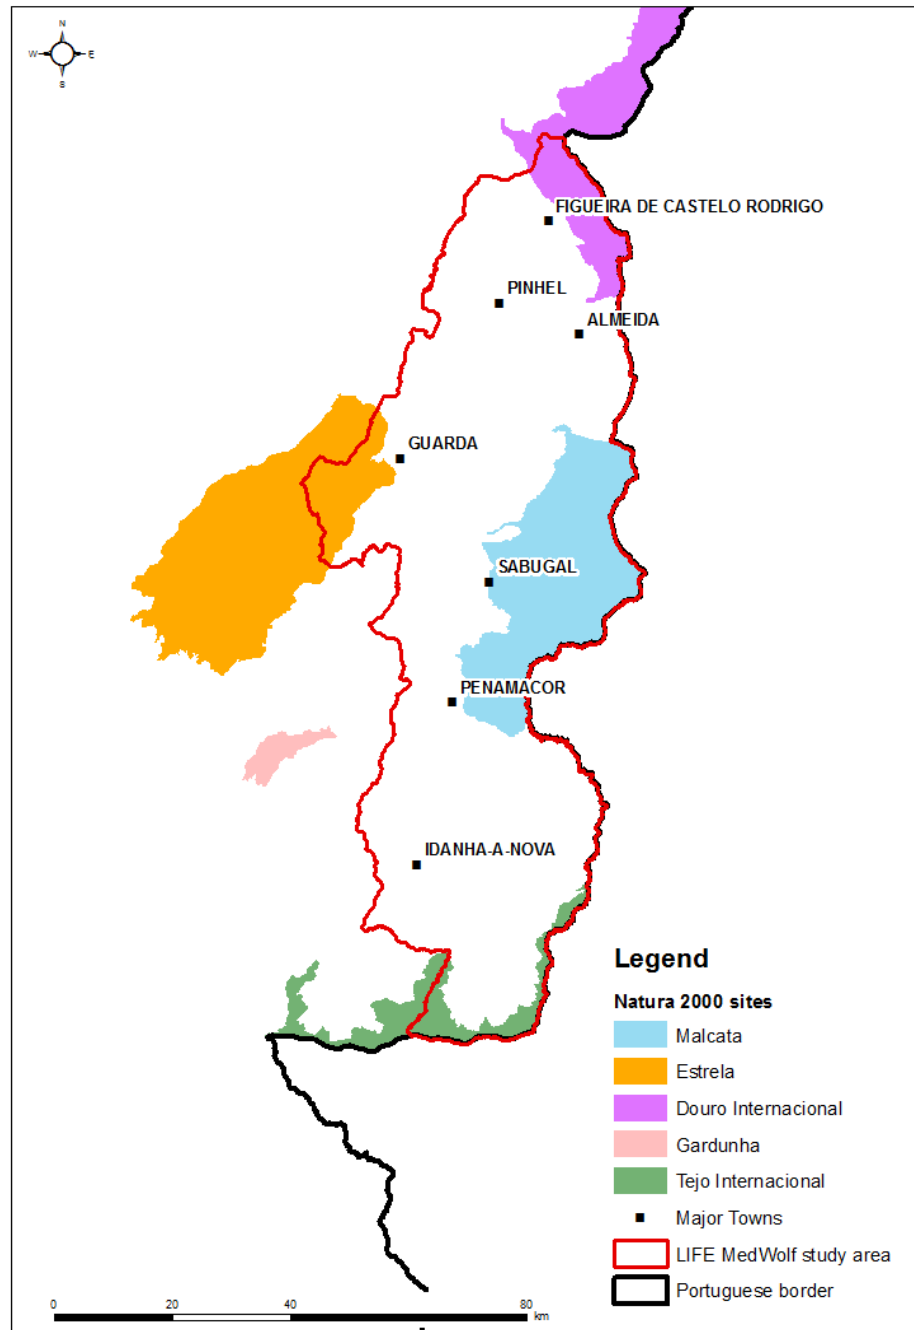 N
W
E
S
FIGUEIRA DE CASTELO RODRIGO
PINHEL
ALMEIDA
GUARDA
SABUGAL
PENAMACOR
IDANHA-A-NOVA
Legend
Natura 2000 sites
Malcata
Estrela
Douro Internacional
Gardunha
Tejo Internacional
Major Towns
LIFE MedWolf study area
Portuguese border
0 20 40 80
km